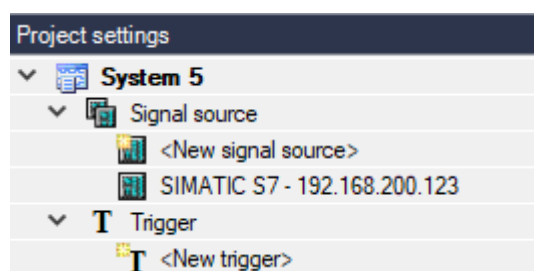 Project settings
System 5
Signal source
<New signal source>
SIMATIC S7 - 192.168.200.123
T Trigger
T <New trigger>